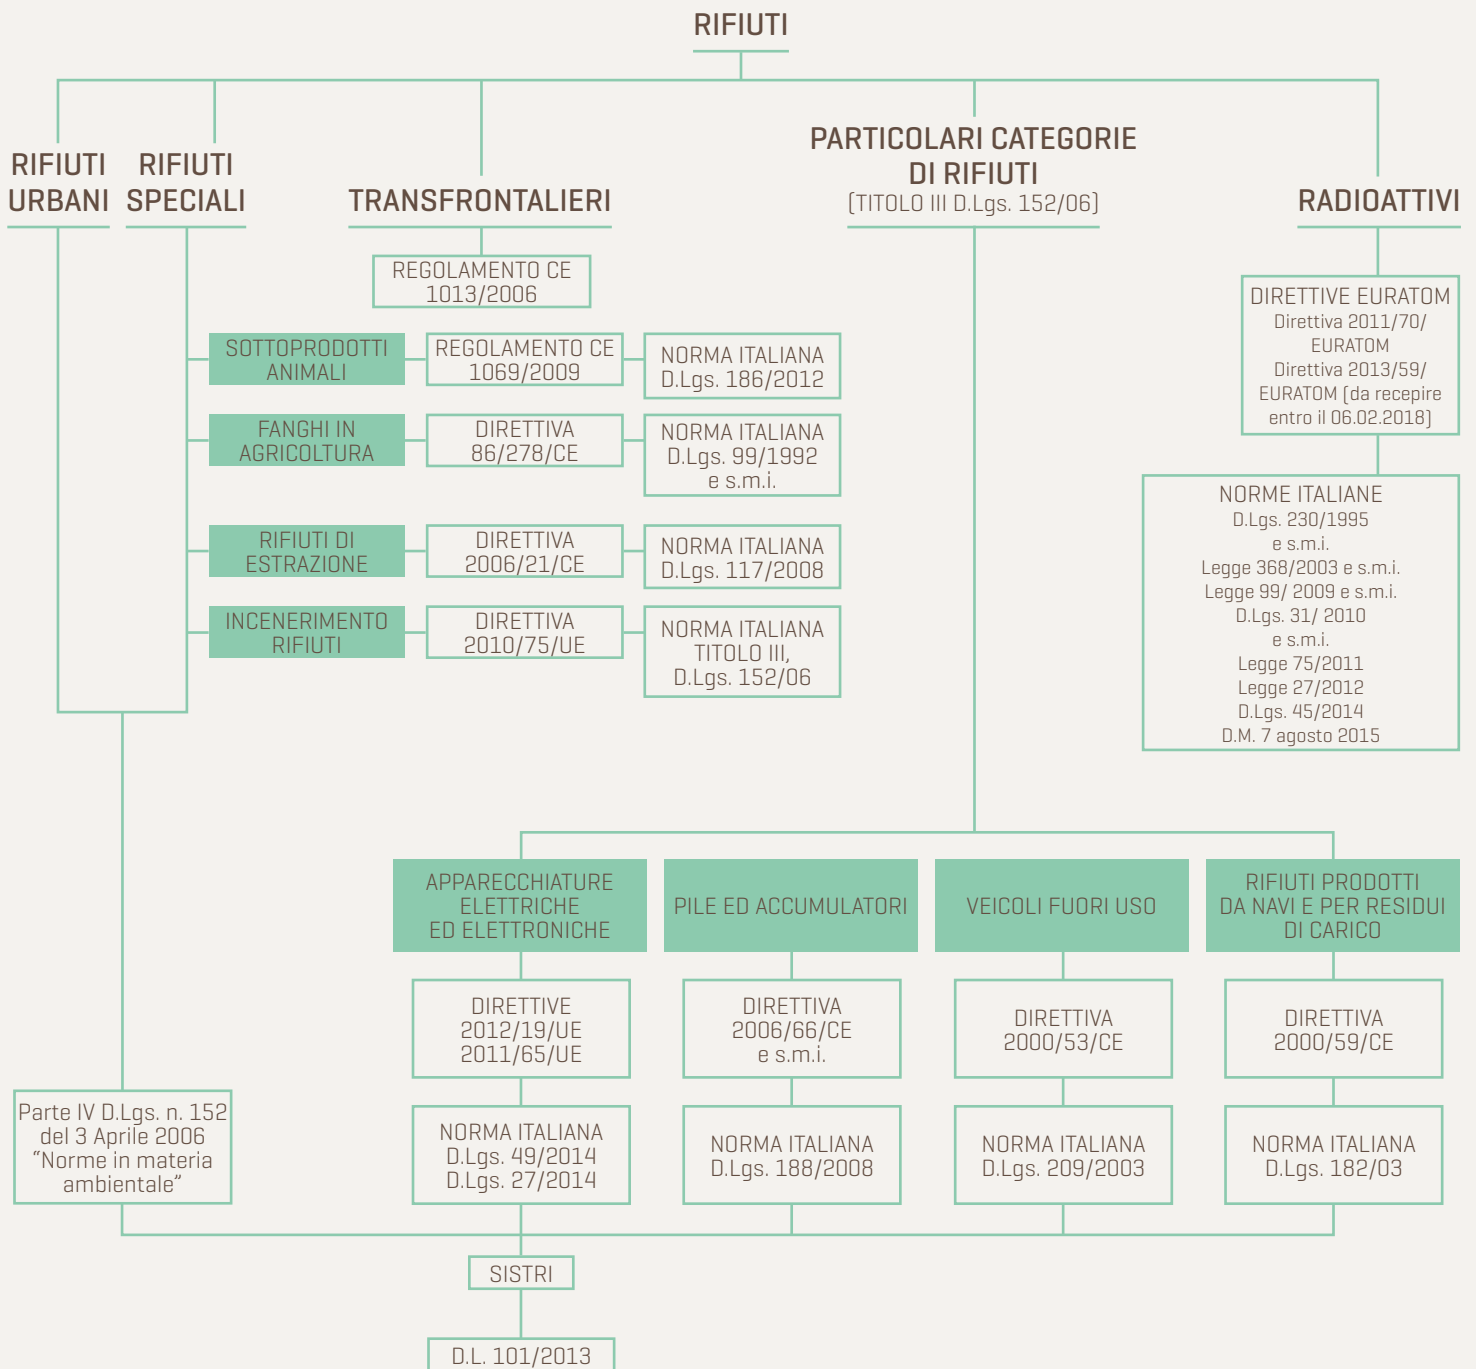 RIFIUTI
RIFIUTI
URBANI
RIFIUTI
SPECIALI
TRANSFRONTALIERI
PARTICOLARI CATEGORIE
DI RIFIUTI
(TITOLO III D.Lgs. 152/06)
RADIOATTIVI
REGOLAMENTO CE
1013/2006
SOTTOPRODOTTI
ANIMALI
REGOLAMENTO CE
1069/2009
NORMA ITALIANA
D.Lgs. 186/2012
FANGHI IN
AGRICOLTURA
DIRETTIVA
86/278/CE
NORMA ITALIANA
D.Lgs. 99/1992
e s.m.i.
RIFIUTI DI
ESTRAZIONE
DIRETTIVA
2006/21/CE
NORMA ITALIANA
D.Lgs. 117/2008
INCENERIMENTO
RIFIUTI
DIRETTIVA
2010/75/UE
NORMA ITALIANA
TITOLO III,
D.Lgs. 152/06
DIRETTIVE EURATOM
Direttiva 2011/70/
EURATOM
Direttiva 2013/59/
EURATOM (da recepire
entro il 06.02.2018)
NORME ITALIANE
D.Lgs. 230/1995
e s.m.i.
Legge 368/2003 e s.m.i.
Legge 99/ 2009 e s.m.i.
D.Lgs. 31/ 2010
e s.m.i.
Legge 75/2011
Legge 27/2012
D.Lgs. 45/2014
D.M. 7 agosto 2015
APPARECCHIATURE
ELETTRICHE
ED ELETTRONICHE
PILE ED ACCUMULATORI
VEICOLI FUORI USO
RIFIUTI PRODOTTI
DA NAVI E PER RESIDUI
DI CARICO
DIRETTIVE
2012/19/UE
2011/65/UE
DIRETTIVA
2006/66/CE
e s.m.i.
DIRETTIVA
2000/53/CE
DIRETTIVA
2000/59/CE
Parte IV D.Lgs. n. 152
del 3 Aprile 2006
“Norme in materia
ambientale”
NORMA ITALIANA
D.Lgs. 49/2014
D.Lgs. 27/2014
NORMA ITALIANA
D.Lgs. 188/2008
NORMA ITALIANA
D.Lgs. 209/2003
NORMA ITALIANA
D.Lgs. 182/03
SISTRI
D.L. 101/2013